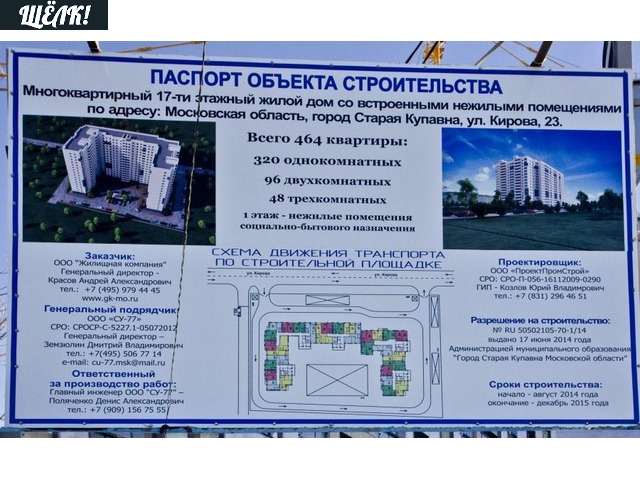 ЩЁЛК!
ПАСПОРТ ОБЪЕКТА СТРОИТЕЛЬСТВА
Многоквартирный 17-ти этажный жилой дом со встроенными нежилыми помещениями
по адресу: Московская область, город Старая Купавна, ул. Кирова, 23.
Всего 464 квартиры:
320 однокомнатных
96 двухкомнатных
48 трехкомнатных
1 этаж - нежилые помещения
социально-бытового назначения
СХЕМА ДВИЖЕНИЯ ТРАНСПОРТА
ПО СТРОИТЕЛЬНОЙ ПЛОЩАДКЕ
ул. Кирова
ул. Кирова
Заказчик:
ООО "Жилищная компания"
Генеральный директор -
Красов Андрей Александрович
тел.: +7 (495) 979 44 45
www.gk-mo.ru
Генеральный подрядчик:
ООО «СУ-77»
СРО: СРОСР-С-5227.1-05072012
Генеральный директор –
Земзюлин Дмитрий Владимирович
тел.: +7(495) 506 77 14
e-mail: cu-77.msk@mail.ru
Ответственный
за производство работ:
Главный инженер ООО "СУ-77" –
Поляченко Денис Александрович
тел.: +7 (909) 156 75 55
Проектировщик:
ООО «ПроектПромСтрой»
СРО: СРО-П-056-16112009-0290
ГИП - Козлов Юрий Владимирович
тел.: +7 (831) 296 46 51
Разрешение на строительство:
№ RU 50502105-70-1/14
выдано 17 июня 2014 года
Администрацией муниципального образования
"Город Старая Купавна Московской области"
Сроки строительства:
начало - август 2014 года
окончание - декабрь 2015 года